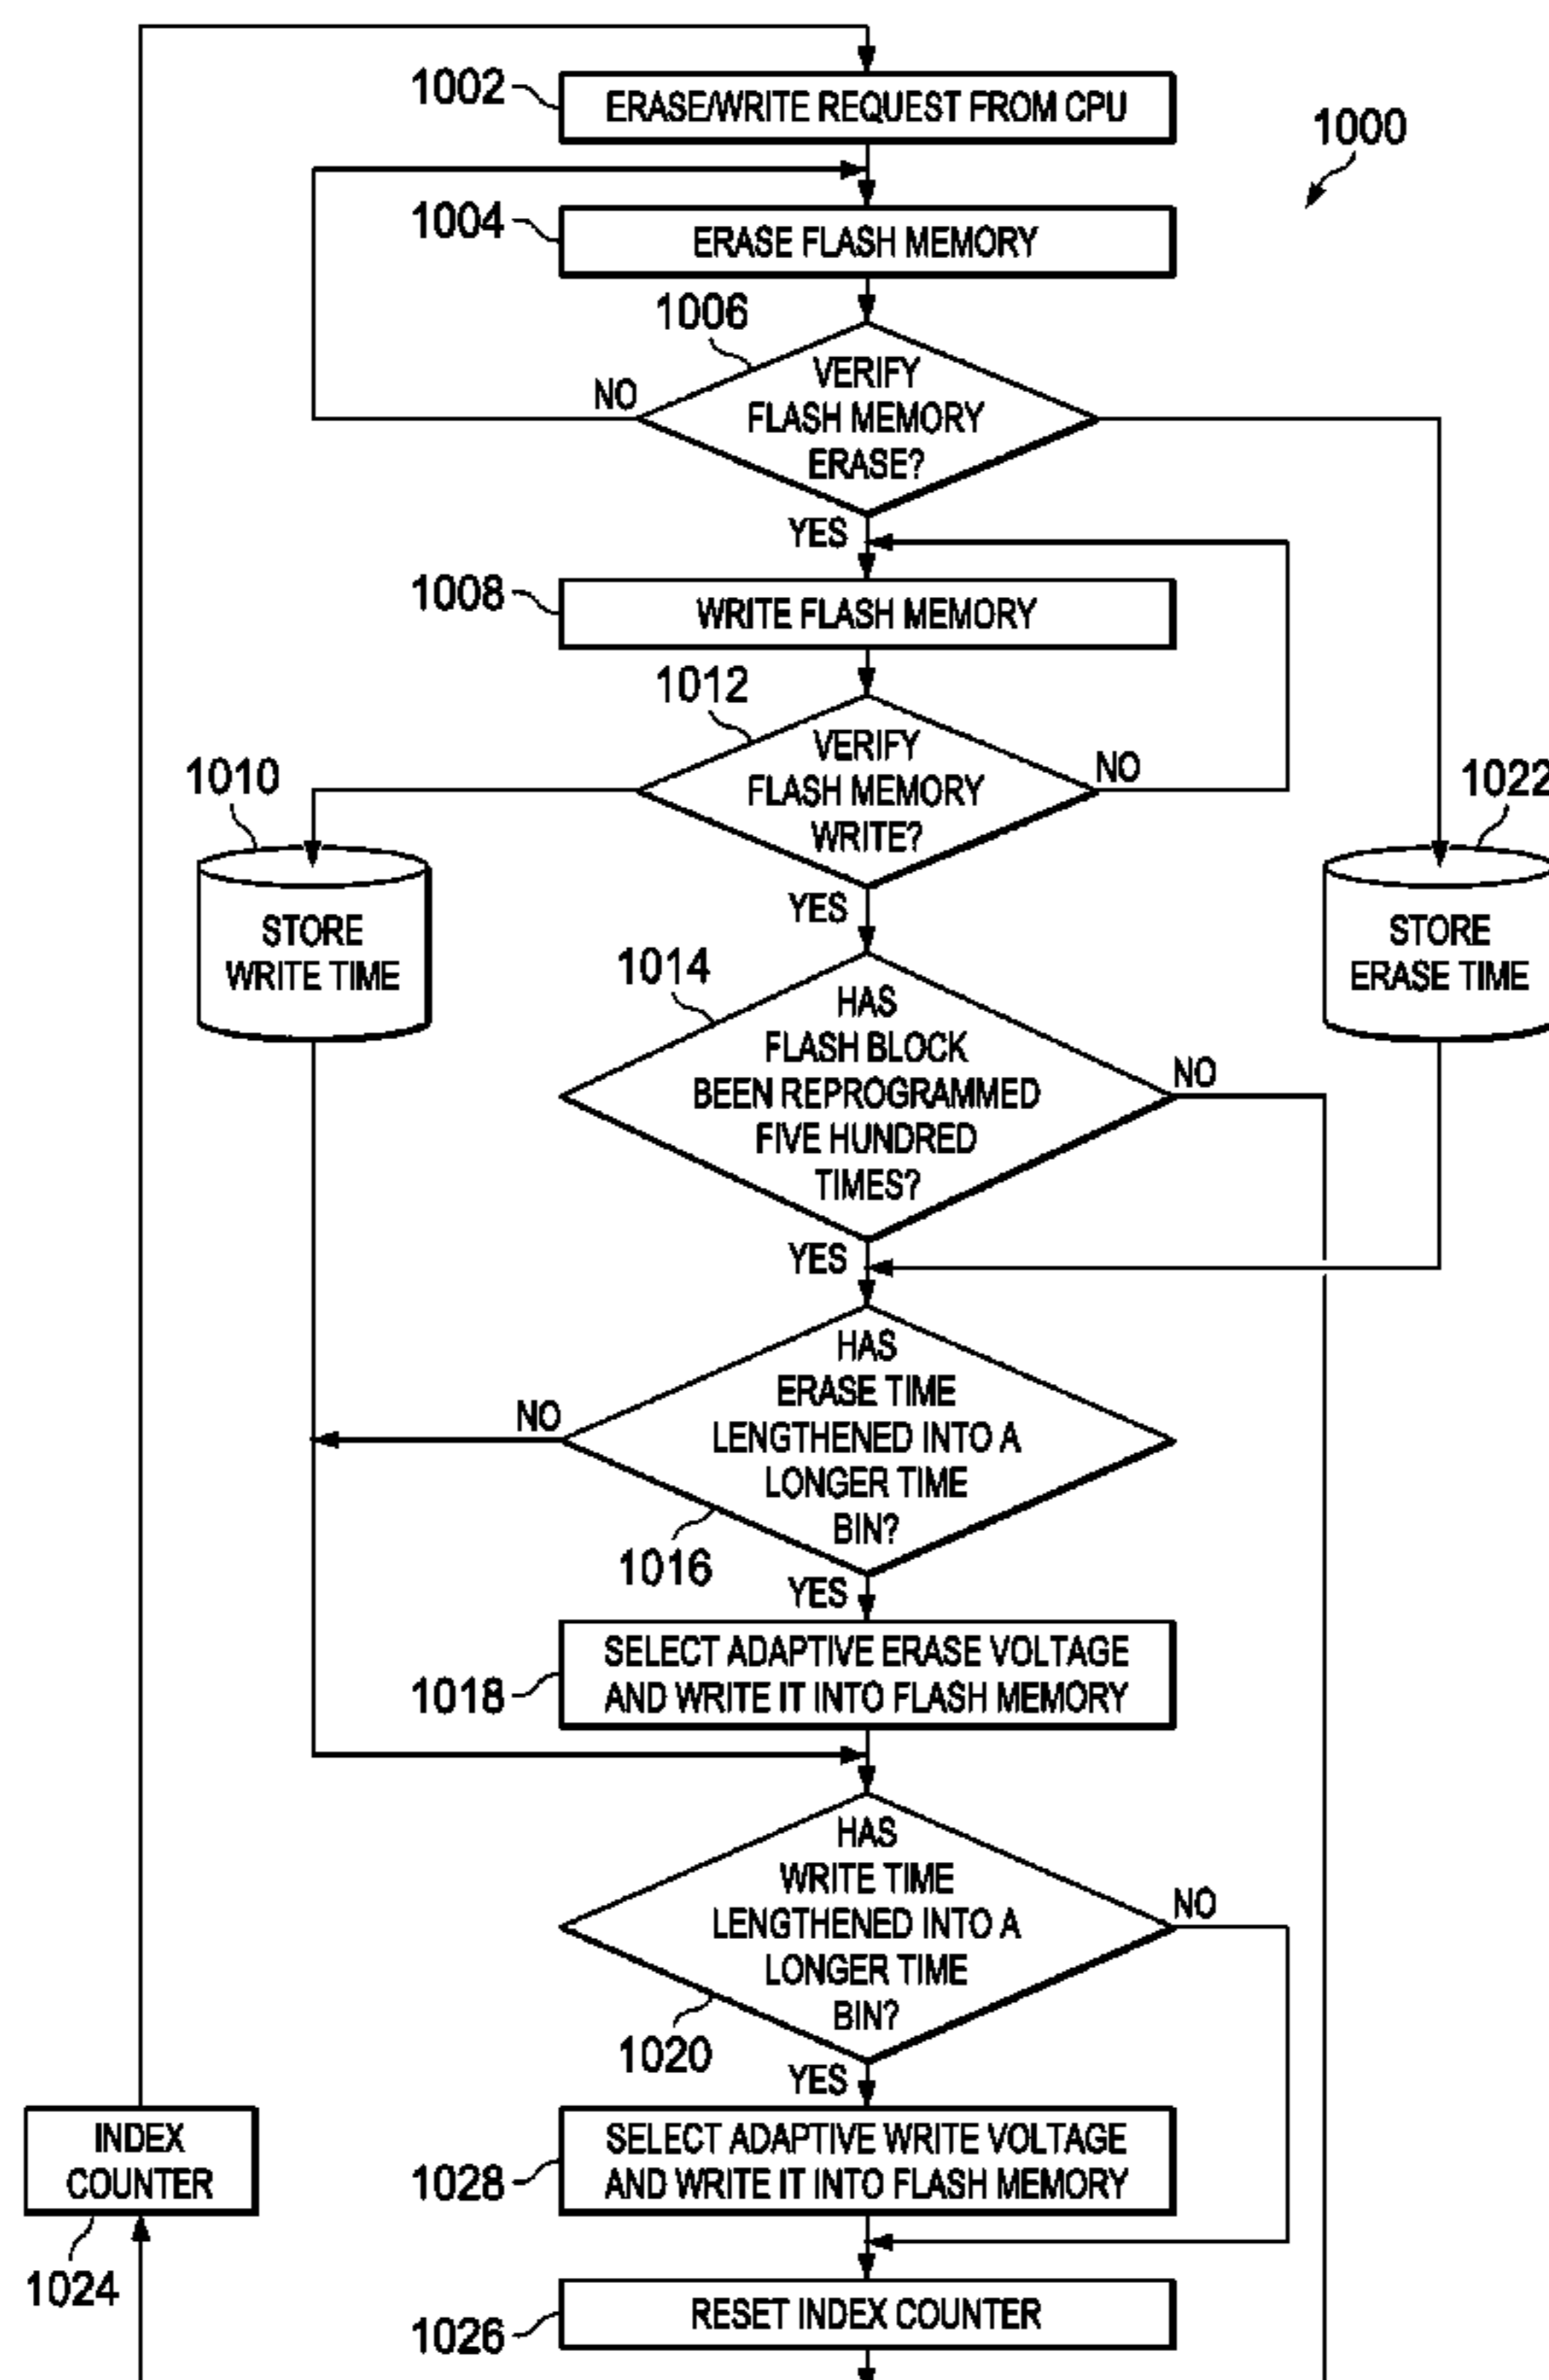 1002
ERASE/WRITE REQUEST FROM CPU
1000
1004
ERASE FLASH MEMORY
1006
VERIFY
FLASH MEMORY
ERASE?
NO
YES
1008
WRITE FLASH MEMORY
1012
VERIFY
FLASH MEMORY
WRITE?
NO
YES
1010
STORE
WRITE TIME
1022
STORE
ERASE TIME
1014
HAS
FLASH BLOCK
BEEN REPROGRAMMED
FIVE HUNDRED
TIMES?
NO
YES
HAS
ERASE TIME
LENGTHENED INTO A
LONGER TIME
BIN?
NO
1016
YES
1018
SELECT ADAPTIVE ERASE VOLTAGE
AND WRITE IT INTO FLASH MEMORY
HAS
WRITE TIME
LENGTHENED INTO A
LONGER TIME
BIN?
NO
1020
YES
INDEX
COUNTER
1024
1028
SELECT ADAPTIVE WRITE VOLTAGE
AND WRITE IT INTO FLASH MEMORY
1026
RESET INDEX COUNTER